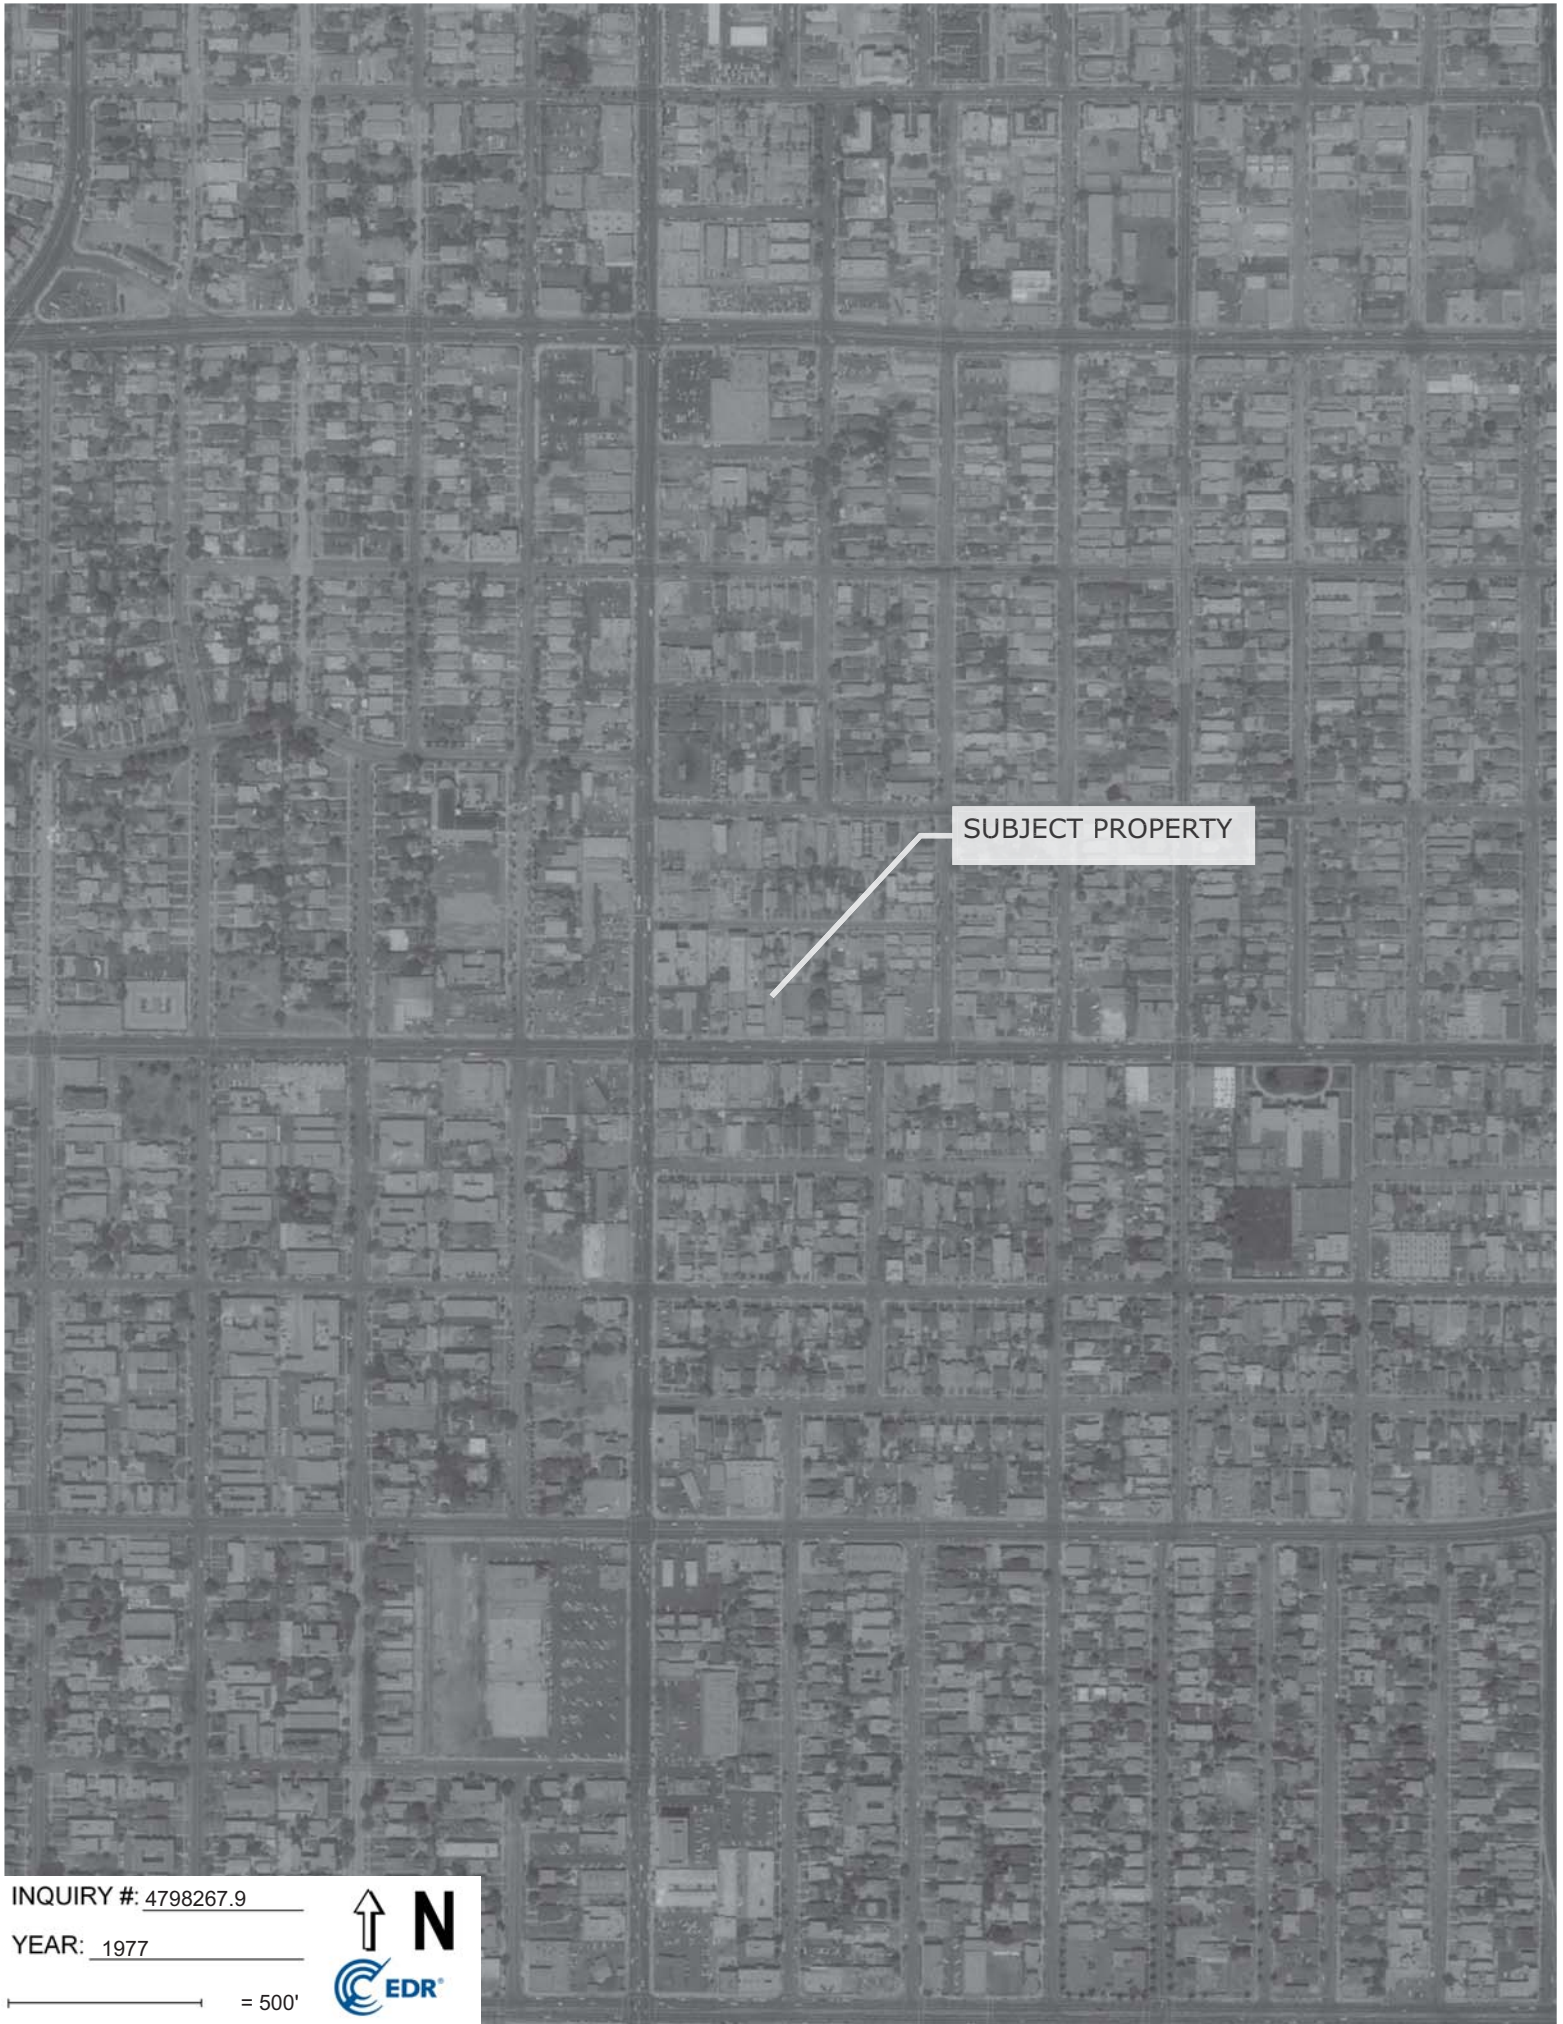 SUBJECT PROPERTY
INQUIRY #: 4798267.9
YEAR: 1977
= 500'
N
EDR®